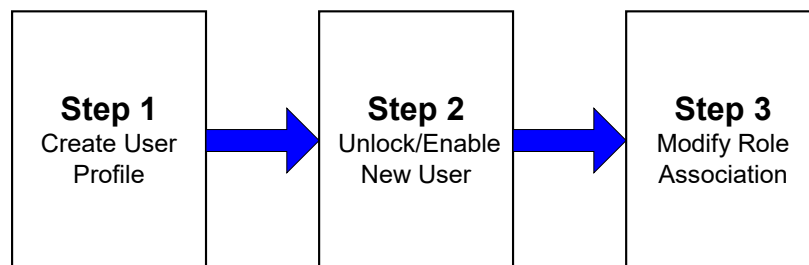 Step 1
Create User
Profile
Step 2
Unlock/Enable
New User
Step 3
Modify Role
Association